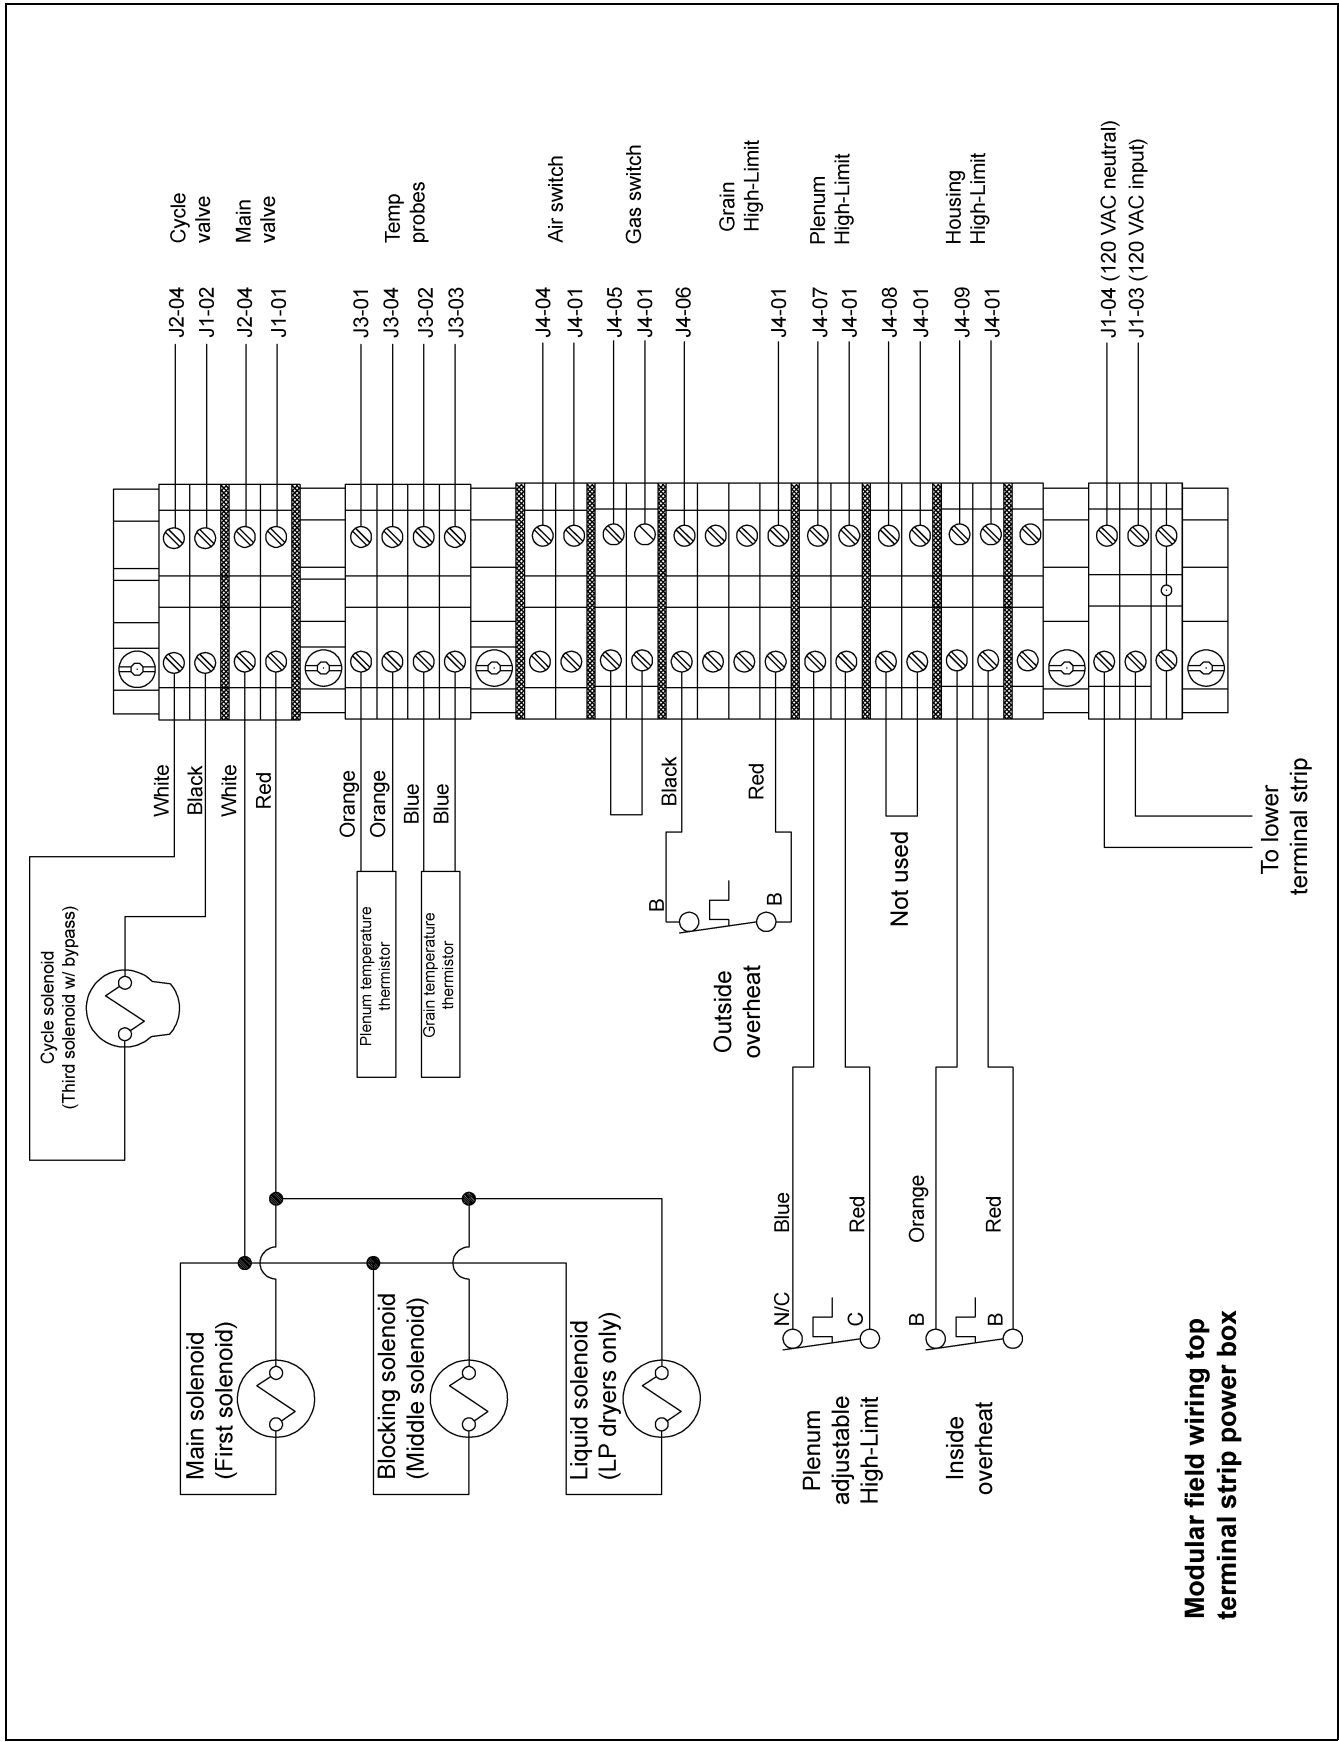 Cycle
valve
Main
valve
Temp
probes
Air switch
Gas switch
Grain
High-Limit
Plenum
High-Limit
Housing
High-Limit
J2-04
J1-02
J2-04
J1-01
J3-01
J3-04
J3-02
J3-03
J4-04
J4-01
J4-05
J4-01
J4-06
J4-01
J4-07
J4-01
J4-08
J4-01
J4-09
J4-01
J1-04 (120 VAC neutral)
J1-03 (120 VAC input)
White
Black
White
Red
Orange
Orange
Blue
Blue
Black
Red
Not used
To lower
terminal strip
Cycle solenoid
(Third solenoid w/ bypass)
Plenum temperature
thermistor
Grain temperature
thermistor
B
B
Outside
overheat
Blue
Red
Orange
Red
N/C
C
B
B
Main solenoid
(First solenoid)
Blocking solenoid
(Middle solenoid)
Liquid solenoid
(LP dryers only)
Plenum
adjustable
High-Limit
Inside
overheat
Modular field wiring top
terminal strip power box